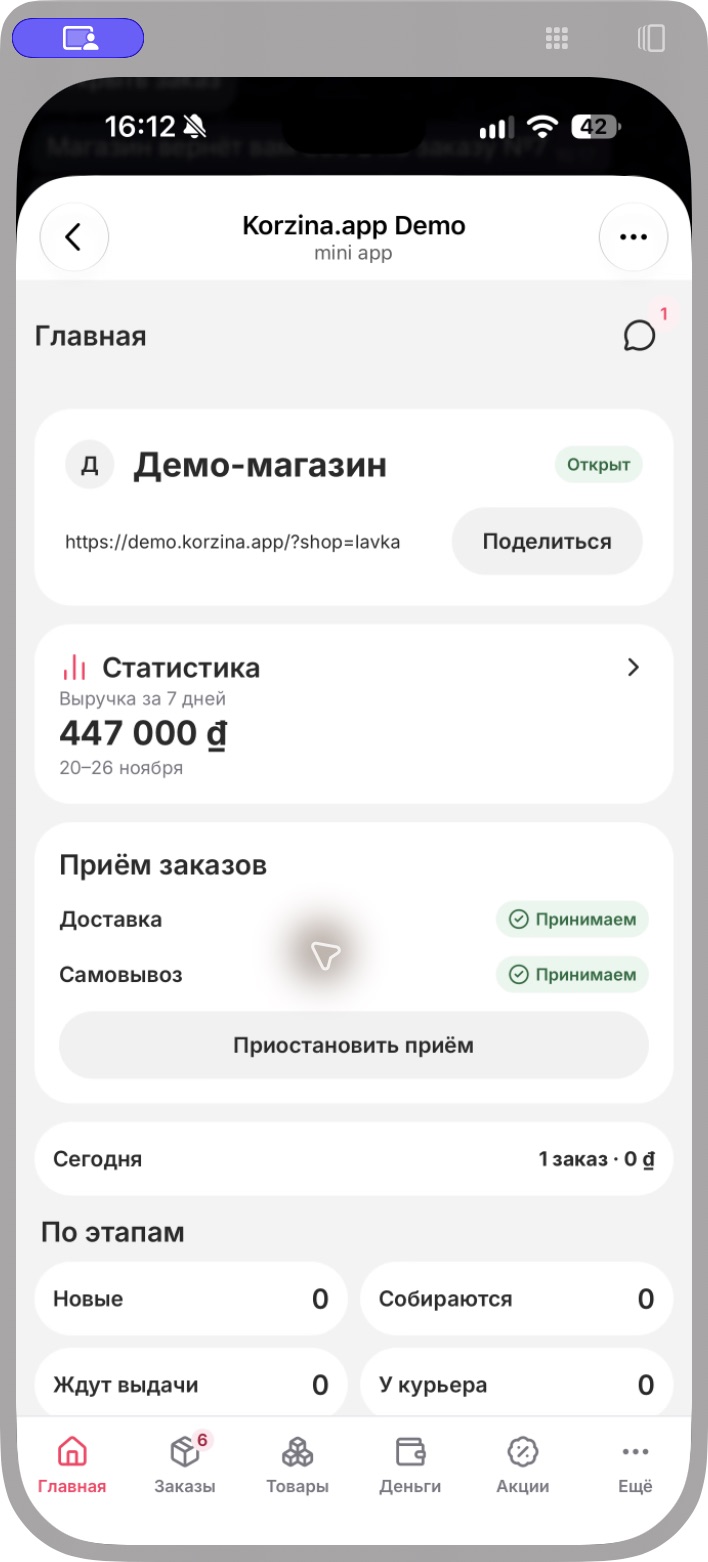 16:12
42
Korzina.app Demo
mini app
Главная
1
Д Демо-магазин Открыт
https://demo.korzina.app/?shop=lavka Поделиться
Статистика
Выручка за 7 дней
447 000 ₫
20–26 ноября
Приём заказов
Доставка Принимаем
Самовывоз Принимаем
Приостановить приём
Сегодня 1 заказ · 0 ₫
По этапам
Новые 0 Собираются 0
Ждут выдачи 0 У курьера 0
6
Главная Заказы Товары Деньги Акции Ещё